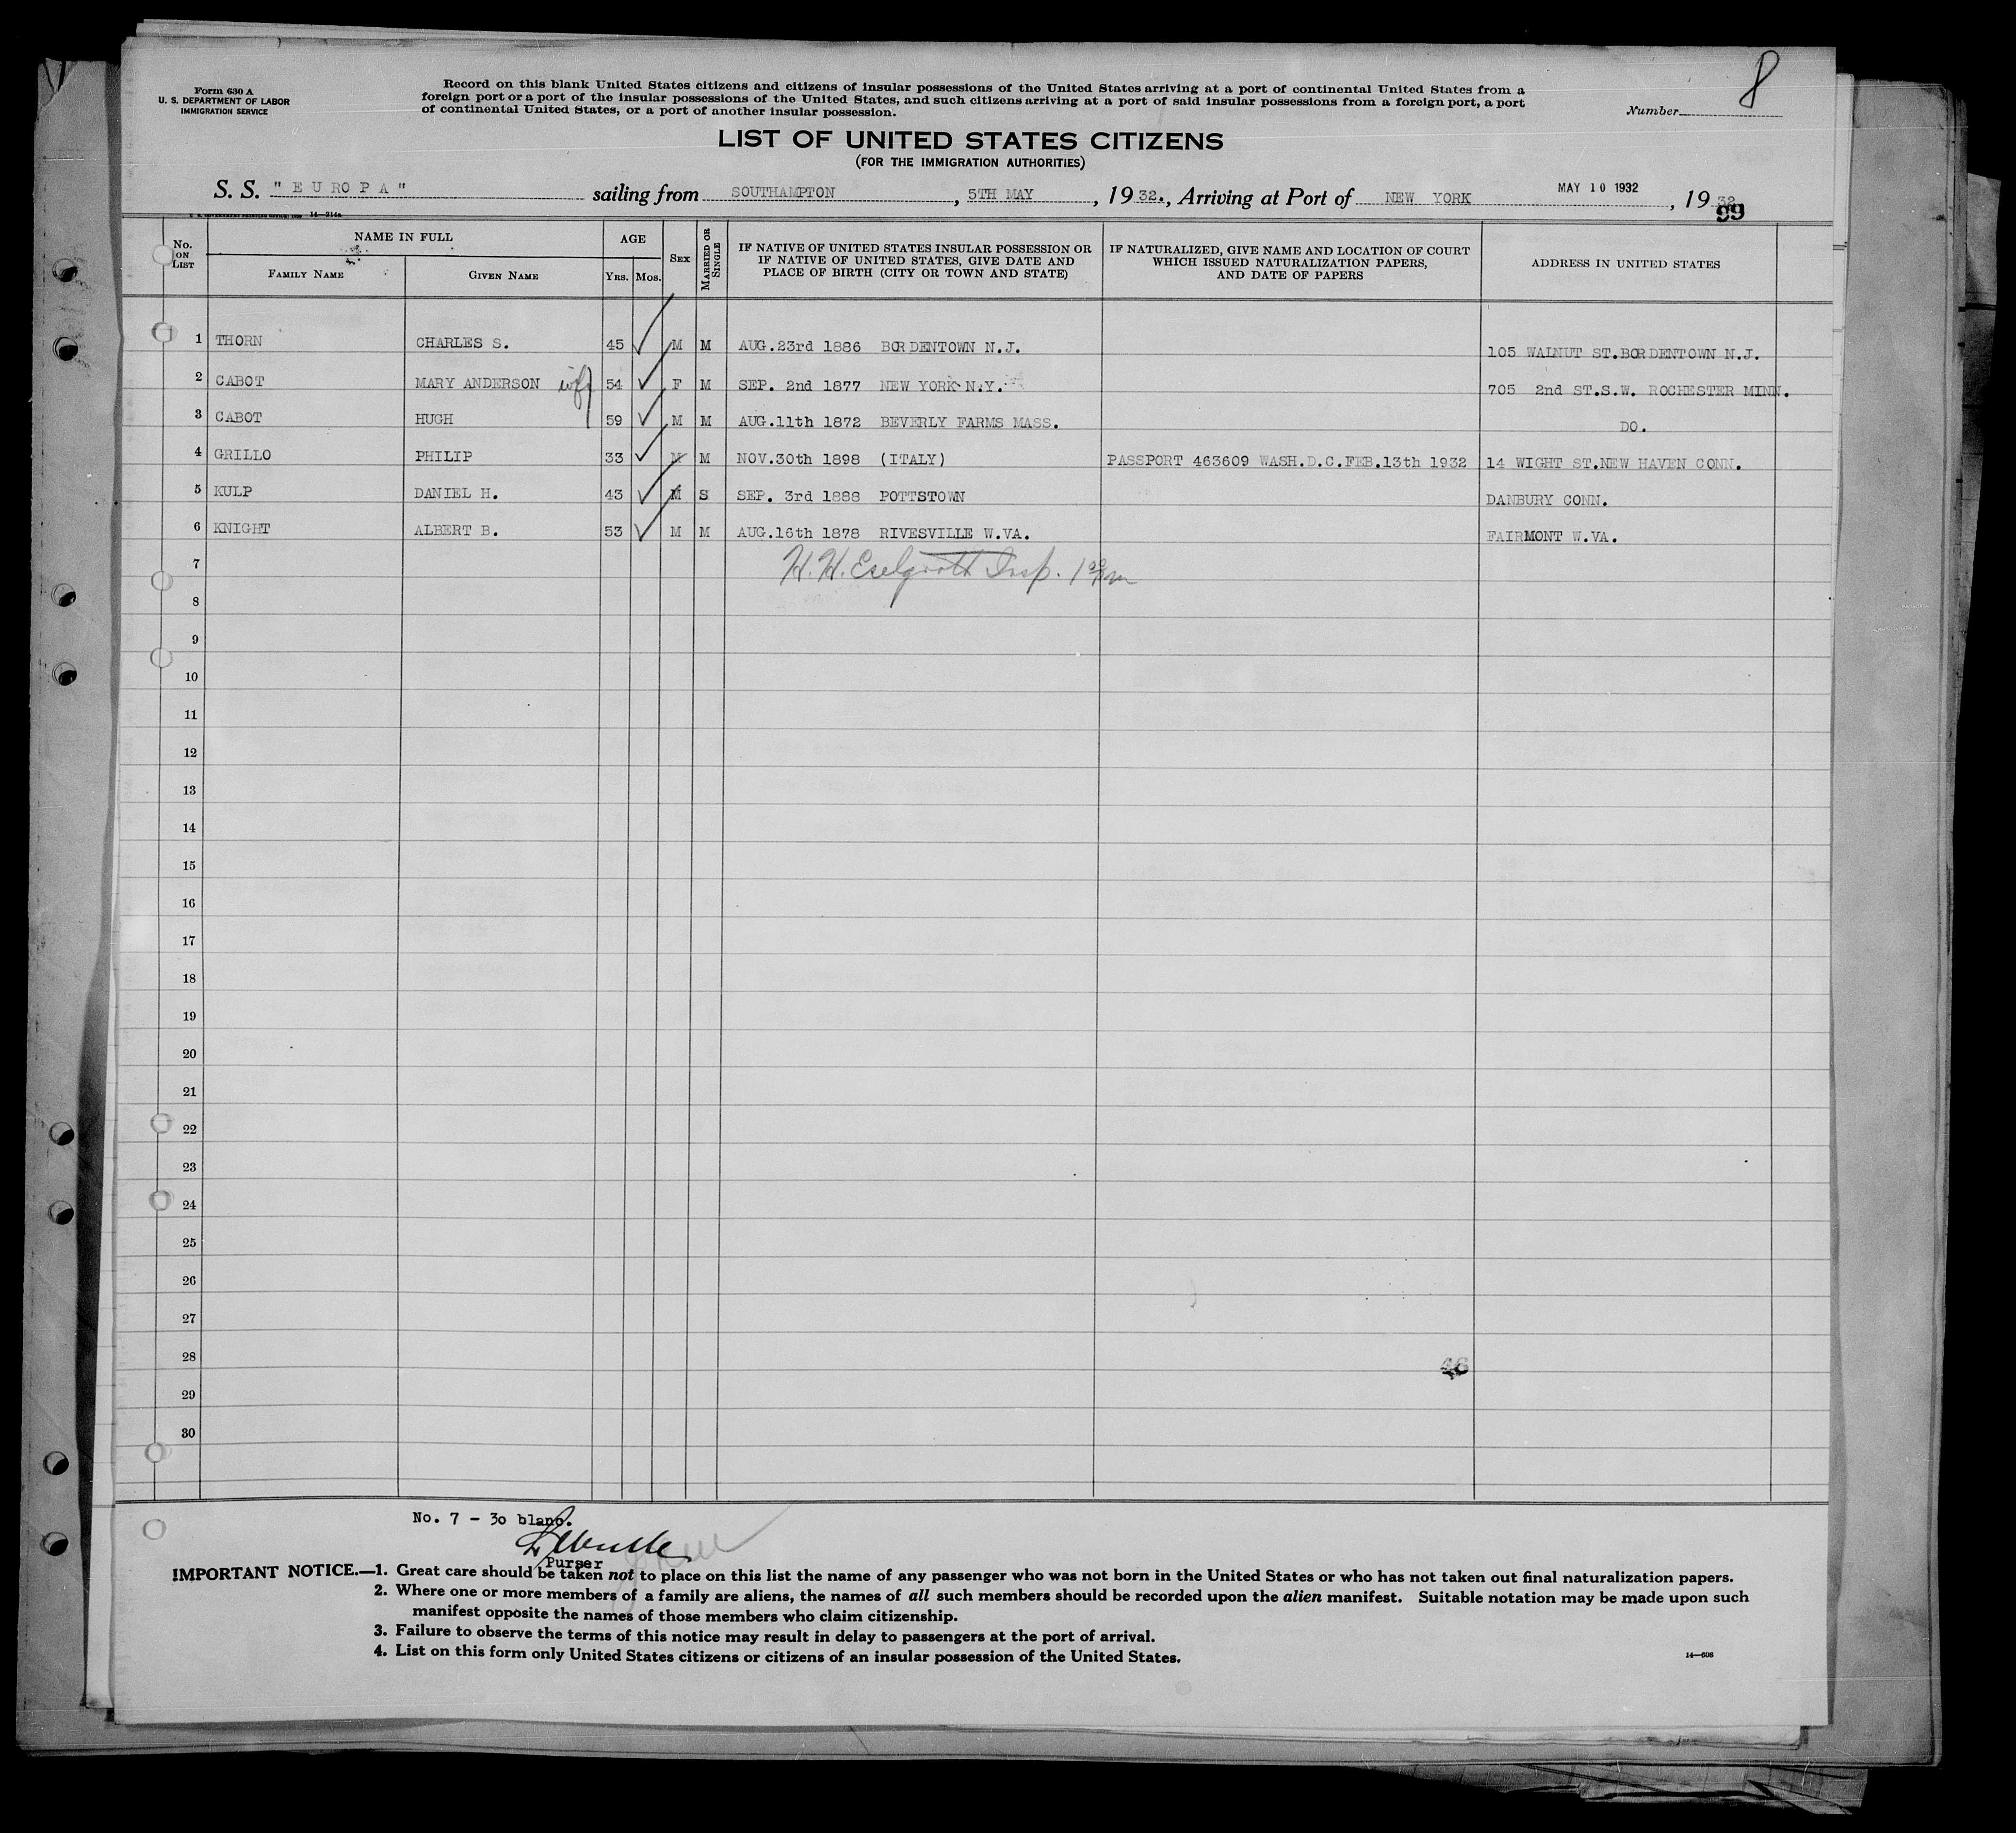 8
Form 630 A
U. S. DEPARTMENT OF LABOR
IMMIGRATION SERVICE
Record on this blank United States citizens and citizens of insular possessions of the United States arriving at a port of continental United States from a
foreign port or a port of the insular possessions of the United States, and such citizens arriving at a port of said insular possessions from a foreign port, a port
of continental United States, or a port of another insular possession.
Number
LIST OF UNITED STATES CITIZENS
(FOR THE IMMIGRATION AUTHORITIES)
S. S. "EUROPA" sailing from SOUTHAMPTON, 5TH MAY, 1932., Arriving at Port of NEW YORK MAY 10 1932, 1932
99
No. ON LIST NAME IN FULL AGE SEX MARRIED OR SINGLE IF NATIVE OF UNITED STATES INSULAR POSSESSION OR IF NATIVE OF UNITED STATES, GIVE DATE AND PLACE OF BIRTH (CITY OR TOWN AND STATE) IF NATURALIZED, GIVE NAME AND LOCATION OF COURT WHICH ISSUED NATURALIZATION PAPERS, AND DATE OF PAPERS ADDRESS IN UNITED STATES
FAMILY NAME GIVEN NAME YRS. MOS.
1 THORN CHARLES S. 45 M M AUG.23rd 1886 BORDENTOWN N.J. 105 WALNUT ST.BORDENTOWN N.J.
2 CABOT MARY ANDERSON wife 54 F M SEP. 2nd 1877 NEW YORK N.Y. 705 2nd ST.S.W. ROCHESTER MINN.
3 CABOT HUGH 59 M M AUG.11th 1872 BEVERLY FARMS MASS. DO.
4 GRILLO PHILIP 33 M M NOV.30th 1898 (ITALY) PASSPORT 463609 WASH.D.C.FEB.13th 1932 14 WIGHT ST.NEW HAVEN CONN.
5 KULP DANIEL H. 43 M S SEP. 3rd 1888 POTTSTOWN DANBURY CONN.
6 KNIGHT ALBERT B. 53 M M AUG.16th 1878 RIVESVILLE W.VA. FAIRMONT W.VA.
7 H. H. Insp.
8
9
10
11
12
13
14
15
16
17
18
19
20
21
22
23
24
25
26
27
28
29
30
No. 7 - 30 blanc.
Purser
IMPORTANT NOTICE.—1. Great care should be taken not to place on this list the name of any passenger who was not born in the United States or who has not taken out final naturalization papers.
2. Where one or more members of a family are aliens, the names of all such members should be recorded upon the alien manifest. Suitable notation may be made upon such
manifest opposite the names of those members who claim citizenship.
3. Failure to observe the terms of this notice may result in delay to passengers at the port of arrival.
4. List on this form only United States citizens or citizens of an insular possession of the United States.
14—608